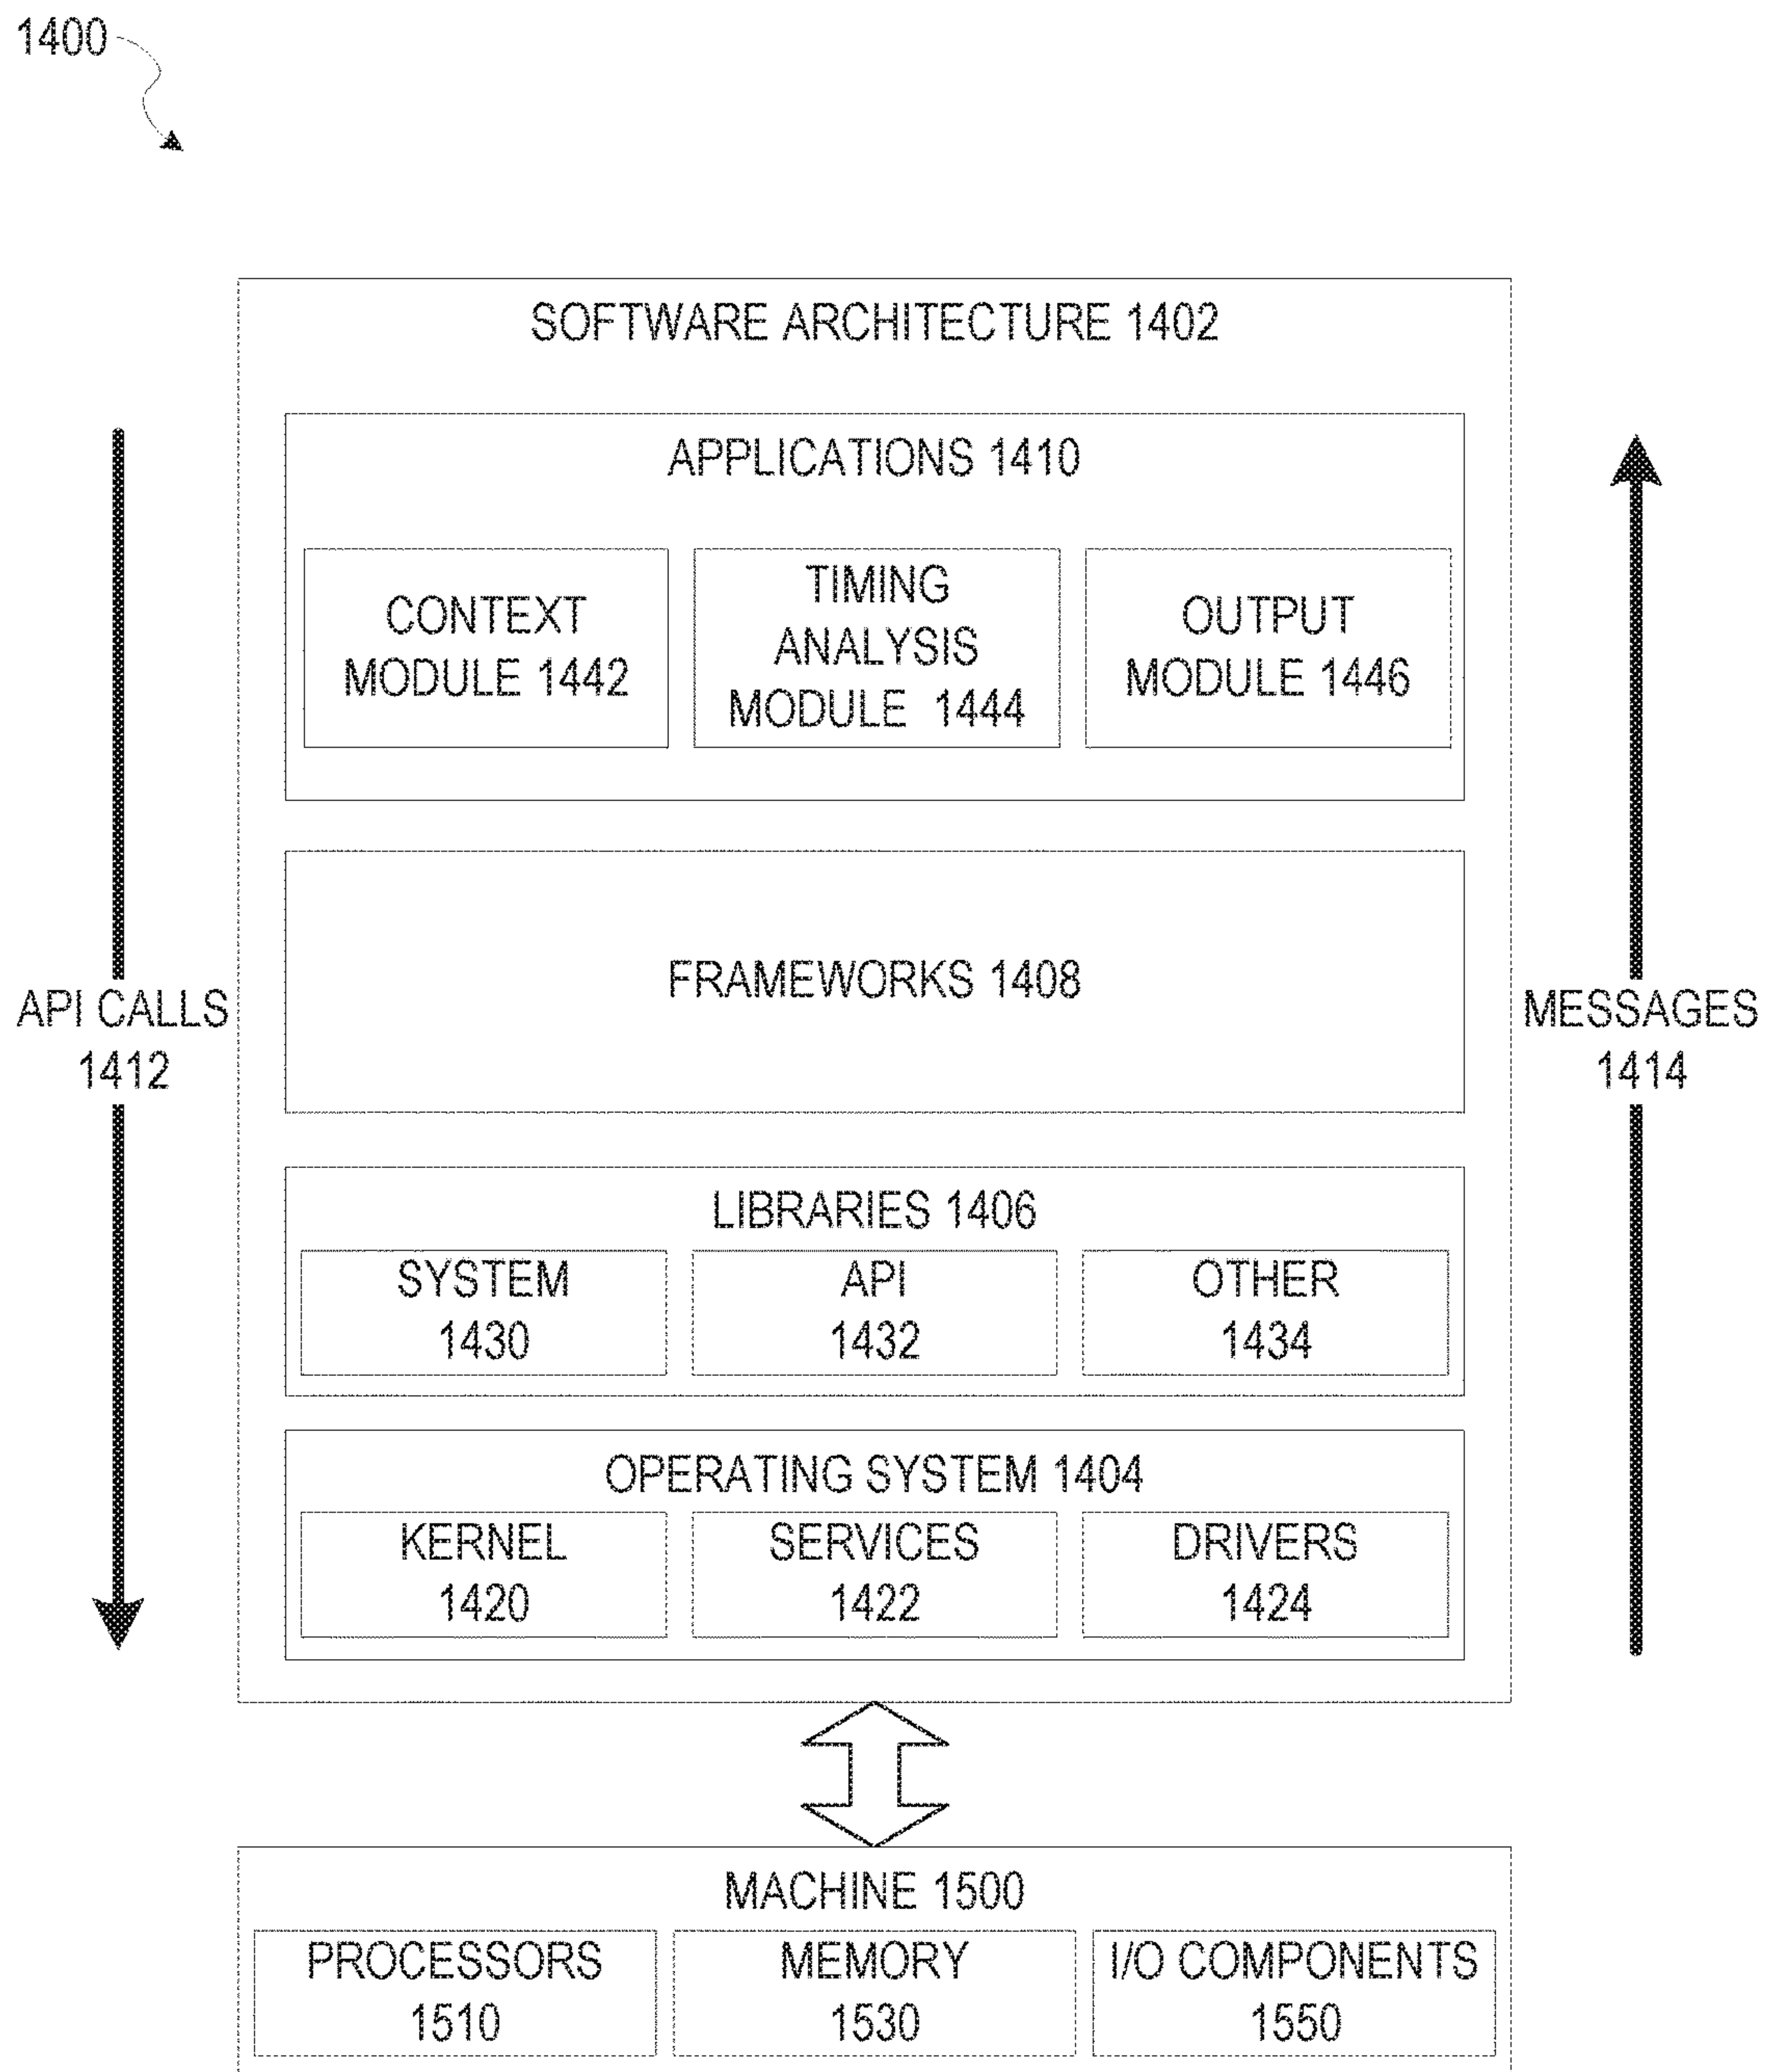 1400
SOFTWARE ARCHITECTURE 1402
APPLICATIONS 1410
CONTEXT
MODULE 1442
TIMING
ANALYSIS
MODULE 1444
OUTPUT
MODULE 1446
FRAMEWORKS 1408
API CALLS
1412
MESSAGES
1414
LIBRARIES 1406
SYSTEM
1430
API
1432
OTHER
1434
OPERATING SYSTEM 1404
KERNEL
1420
SERVICES
1422
DRIVERS
1424
MACHINE 1500
PROCESSORS
1510
MEMORY
1530
I/O COMPONENTS
1550